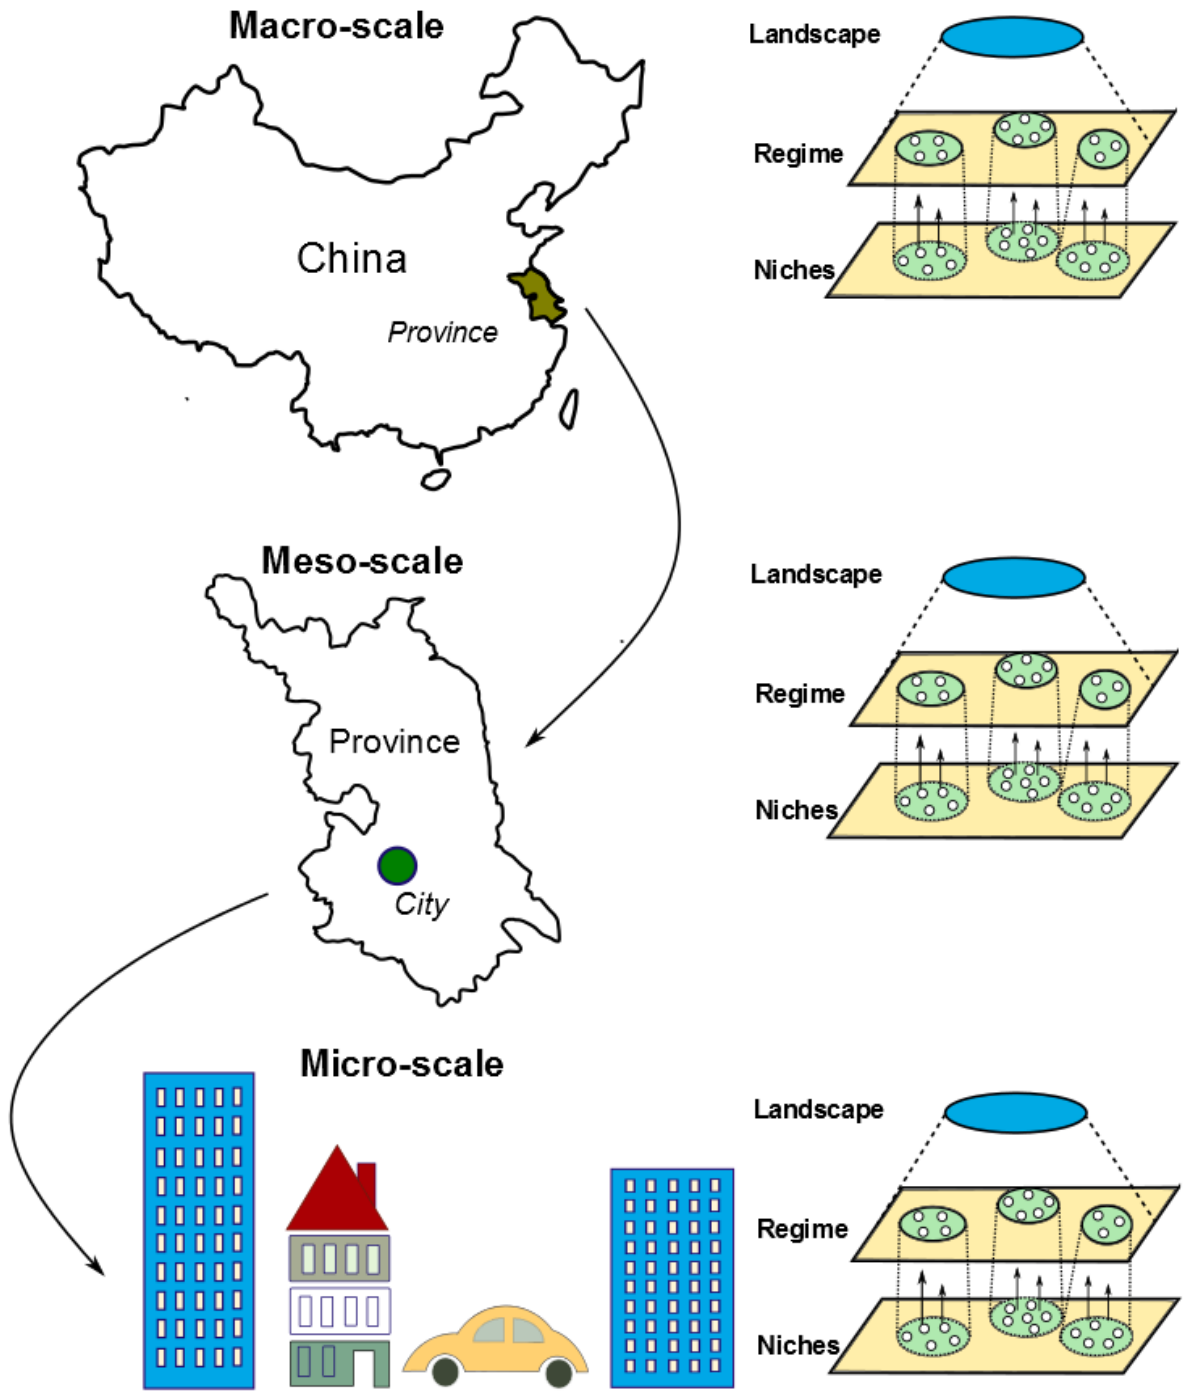 Macro-scale
Landscape
Regime
China
Niches
Province
Meso-scale
Landscape
Regime
Province
Niches
City
Micro-scale
Landscape
Regime
Niches